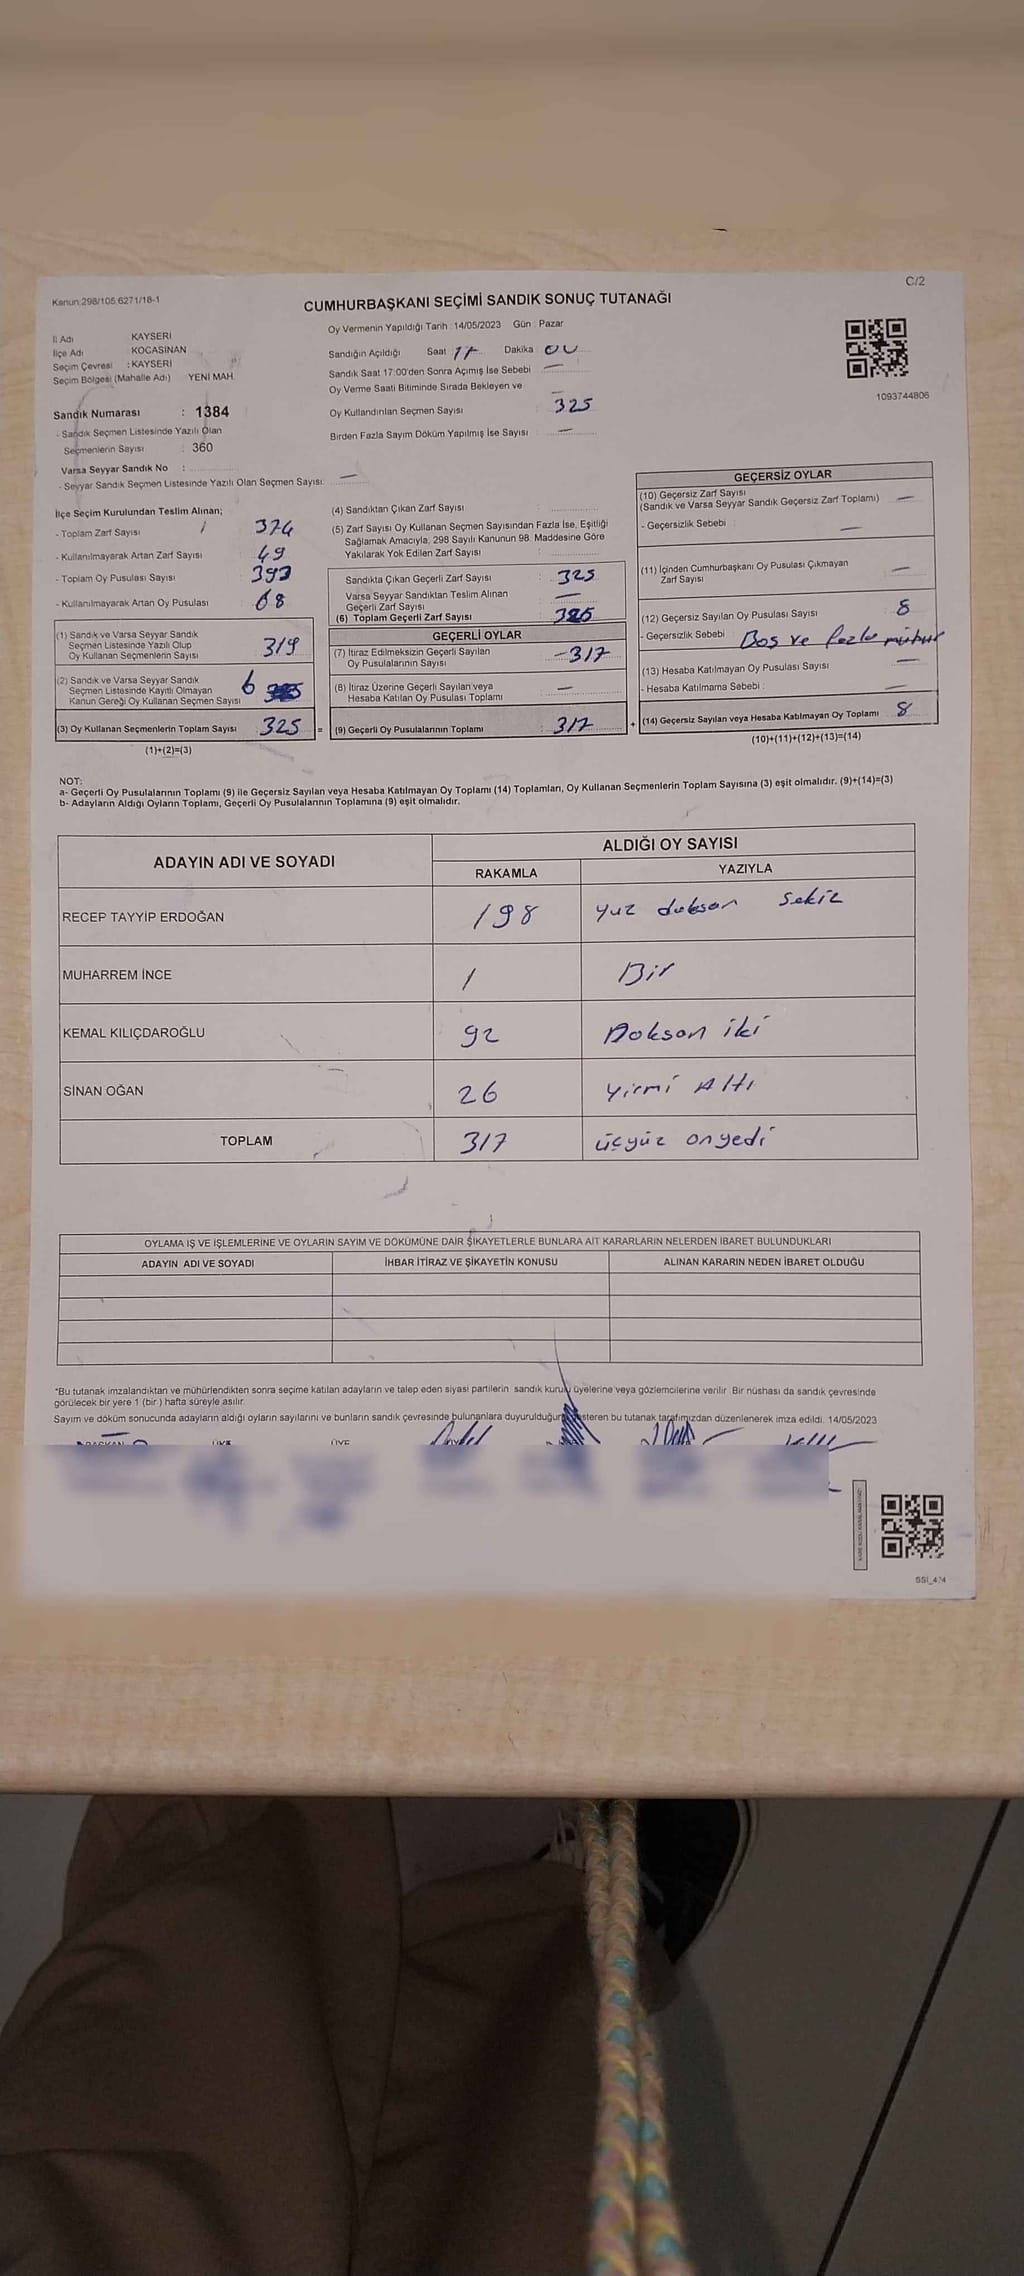 C/2
Kanun:298/105 6271/18-1
CUMHURBAŞKANI SEÇİMİ SANDIK SONUÇ TUTANAĞI
İl Adı KAYSERİ
İlçe Adı KOCASİNAN
Seçim Çevresi : KAYSERİ
Seçim Bölgesi (Mahalle Adı) YENİ MAH.
Sandık Numarası : 1384
- Sandık Seçmen Listesinde Yazılı Olan
Seçmenlerin Sayısı : 360
Varsa Seyyar Sandık No :
- Seyyar Sandık Seçmen Listesinde Yazılı Olan Seçmen Sayısı: —
Oy Vermenin Yapıldığı Tarih : 14/05/2023 Gün : Pazar
Sandığın Açıldığı Saat 17 Dakika 00
Sandık Saat 17:00'den Sonra Açımış İse Sebebi —
Oy Verme Saati Bitiminde Sırada Bekleyen ve —
Oy Kullandırılan Seçmen Sayısı : 325
Birden Fazla Sayım Döküm Yapılmış İse Sayısı : —
1093744806
İlçe Seçim Kurulundan Teslim Alınan;
- Toplam Zarf Sayısı 374
- Kullanılmayarak Artan Zarf Sayısı 49
- Toplam Oy Pusulası Sayısı 393
- Kullanılmayarak Artan Oy Pusulası 68
(1) Sandık ve Varsa Seyyar Sandık
Seçmen Listesinde Yazılı Olup
Oy Kullanan Seçmenlerin Sayısı 319
(2) Sandık ve Varsa Seyyar Sandık
Seçmen Listesinde Kayıtlı Olmayan
Kanun Gereği Oy Kullanan Seçmen Sayısı 6
(3) Oy Kullanan Seçmenlerin Toplam Sayısı 325 =
(1)+(2)=(3)
(4) Sandıktan Çıkan Zarf Sayısı :
(5) Zarf Sayısı Oy Kullanan Seçmen Sayısından Fazla İse, Eşitliği
Sağlamak Amacıyla, 298 Sayılı Kanunun 98. Maddesine Göre
Yakılarak Yok Edilen Zarf Sayısı :
Sandıkta Çıkan Geçerli Zarf Sayısı : 325
Varsa Seyyar Sandıktan Teslim Alınan
Geçerli Zarf Sayısı : —
(6) Toplam Geçerli Zarf Sayısı : 325
GEÇERLİ OYLAR
(7) İtiraz Edilmeksizin Geçerli Sayılan
Oy Pusulalarının Sayısı : -317
(8) İtiraz Üzerine Geçerli Sayılan veya
Hesaba Katılan Oy Pusulası Toplamı : —
(9) Geçerli Oy Pusulalarının Toplamı : 317 +
GEÇERSİZ OYLAR
(10) Geçersiz Zarf Sayısı
(Sandık ve Varsa Seyyar Sandık Geçersiz Zarf Toplamı) —
- Geçersizlik Sebebi : —
(11) İçinden Cumhurbaşkanı Oy Pusulası Çıkmayan
Zarf Sayısı —
(12) Geçersiz Sayılan Oy Pusulası Sayısı 8
- Geçersizlik Sebebi : Boş ve fazla mühür
(13) Hesaba Katılmayan Oy Pusulası Sayısı —
- Hesaba Katılmama Sebebi : —
(14) Geçersiz Sayılan veya Hesaba Katılmayan Oy Toplamı 8
(10)+(11)+(12)+(13)=(14)
NOT:
a- Geçerli Oy Pusulalarının Toplamı (9) ile Geçersiz Sayılan veya Hesaba Katılmayan Oy Toplamı (14) Toplamları, Oy Kullanan Seçmenlerin Toplam Sayısına (3) eşit olmalıdır. (9)+(14)=(3)
b- Adayların Aldığı Oyların Toplamı, Geçerli Oy Pusulalarının Toplamına (9) eşit olmalıdır.
ADAYIN ADI VE SOYADI ALDIĞI OY SAYISI
RAKAMLA YAZIYLA
RECEP TAYYİP ERDOĞAN 198 Yuz doksan sekiz
MUHARREM İNCE 1 Bir
KEMAL KILIÇDAROĞLU 92 Doksan iki
SİNAN OĞAN 26 Yirmi Altı
TOPLAM 317 üçyüz onyedi
OYLAMA İŞ VE İŞLEMLERİNE VE OYLARIN SAYIM VE DÖKÜMÜNE DAİR ŞİKAYETLERLE BUNLARA AİT KARARLARIN NELERDEN İBARET BULUNDUKLARI
ADAYIN ADI VE SOYADI İHBAR İTİRAZ VE ŞİKAYETİN KONUSU ALINAN KARARIN NEDEN İBARET OLDUĞU
*Bu tutanak imzalandıktan ve mühürlendikten sonra seçime katılan adayların ve talep eden siyasi partilerin sandık kurulu üyelerine veya gözlemcilerine verilir. Bir nüshası da sandık çevresinde
görülecek bir yere 1 (bir ) hafta süreyle asılır.
Sayım ve döküm sonucunda adayların aldığı oyların sayılarını ve bunların sandık çevresinde bulunanlara duyurulduğunu gösteren bu tutanak tarafımızdan düzenlenerek imza edildi. 14/05/2023
BAŞKAN ÜYE ÜYE